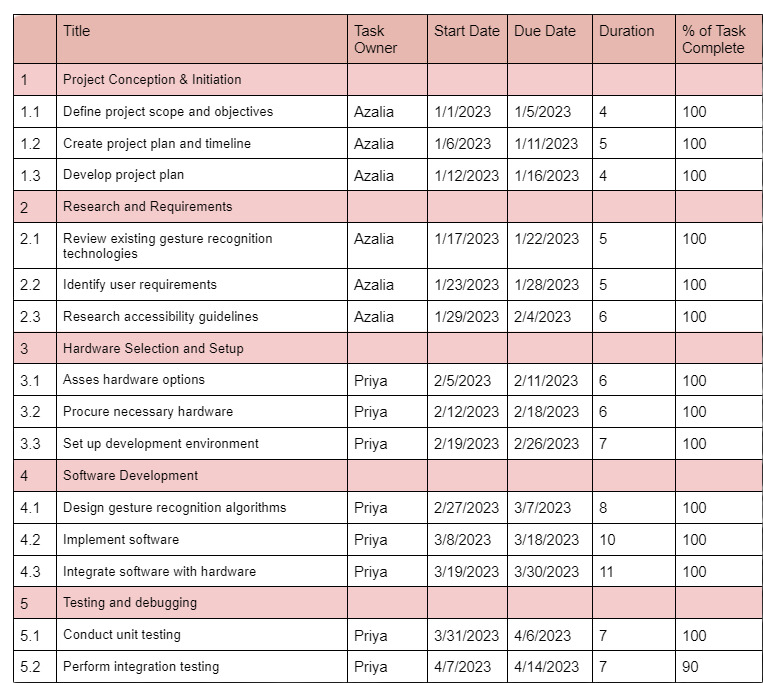 Title Task Owner Start Date Due Date Duration % of Task Complete
1 Project Conception & Initiation
1.1 Define project scope and objectives Azalia 1/1/2023 1/5/2023 4 100
1.2 Create project plan and timeline Azalia 1/6/2023 1/11/2023 5 100
1.3 Develop project plan Azalia 1/12/2023 1/16/2023 4 100
2 Research and Requirements
2.1 Review existing gesture recognition technologies Azalia 1/17/2023 1/22/2023 5 100
2.2 Identify user requirements Azalia 1/23/2023 1/28/2023 5 100
2.3 Research accessibility guidelines Azalia 1/29/2023 2/4/2023 6 100
3 Hardware Selection and Setup
3.1 Asses hardware options Priya 2/5/2023 2/11/2023 6 100
3.2 Procure necessary hardware Priya 2/12/2023 2/18/2023 6 100
3.3 Set up development environment Priya 2/19/2023 2/26/2023 7 100
4 Software Development
4.1 Design gesture recognition algorithms Priya 2/27/2023 3/7/2023 8 100
4.2 Implement software Priya 3/8/2023 3/18/2023 10 100
4.3 Integrate software with hardware Priya 3/19/2023 3/30/2023 11 100
5 Testing and debugging
5.1 Conduct unit testing Priya 3/31/2023 4/6/2023 7 100
5.2 Perform integration testing Priya 4/7/2023 4/14/2023 7 90